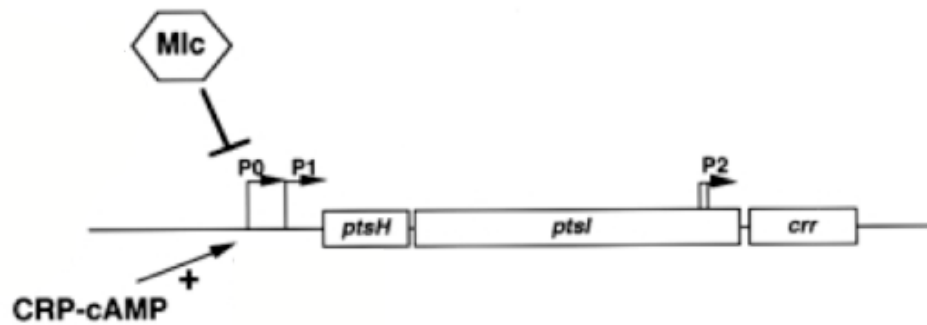 Mlc
P0 P1 P2
ptsH ptsI crr
+
CRP-cAMP